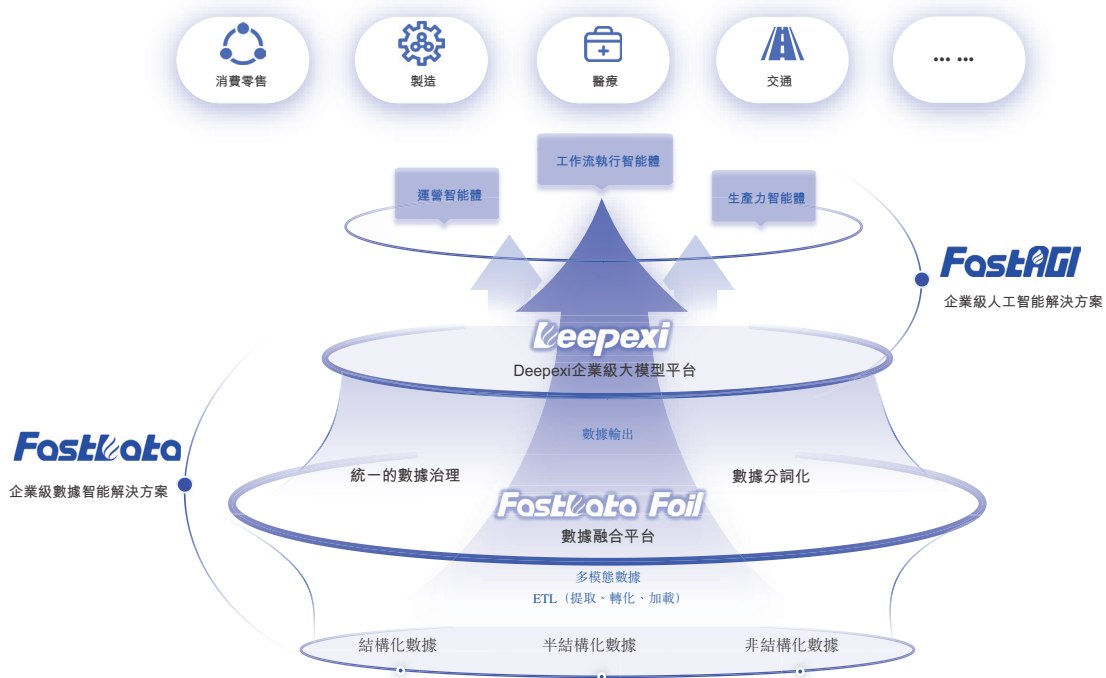 消費零售
製造
醫療
交通
... ...
工作流執行智能體
運營智能體
生產力智能體
FastAGI
企業級人工智能解決方案
Deepexi
Deepexi企業級大模型平台
數據輸出
FastData
企業級數據智能解決方案
統一的數據治理
數據分詞化
FastData Foil
數據融合平台
多模態數據
ETL（提取、轉化、加載）
結構化數據
半結構化數據
非結構化數據